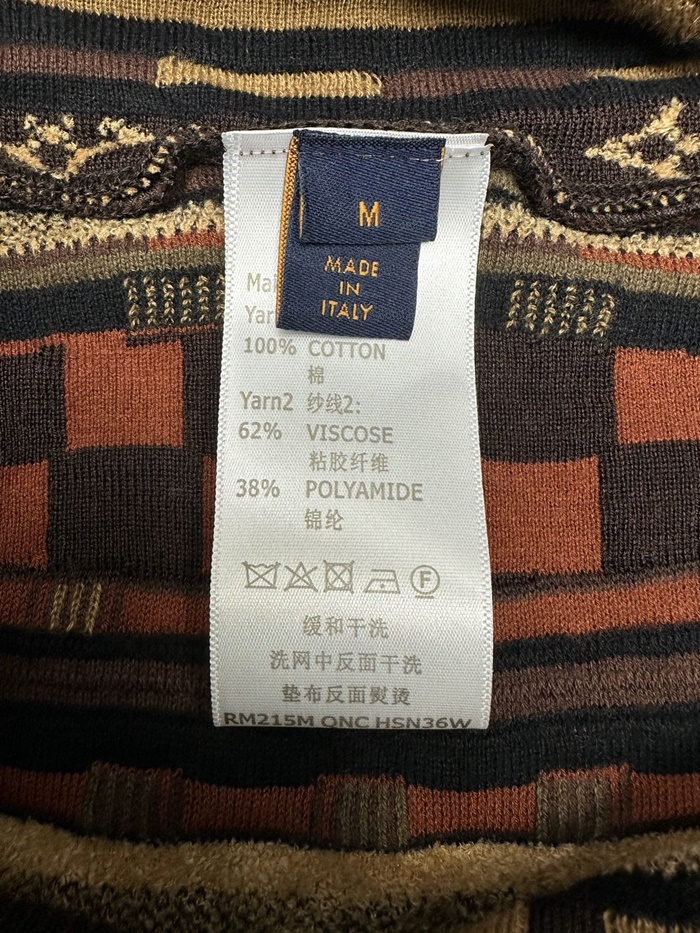 M
MADE
IN
ITALY
100% COTTON
棉
Yarn2 纱线2:
62% VISCOSE
粘胶纤维
38% POLYAMIDE
锦纶
F
缓和干洗
洗网中反面干洗
垫布反面熨烫
RM215M QNC HSN36W